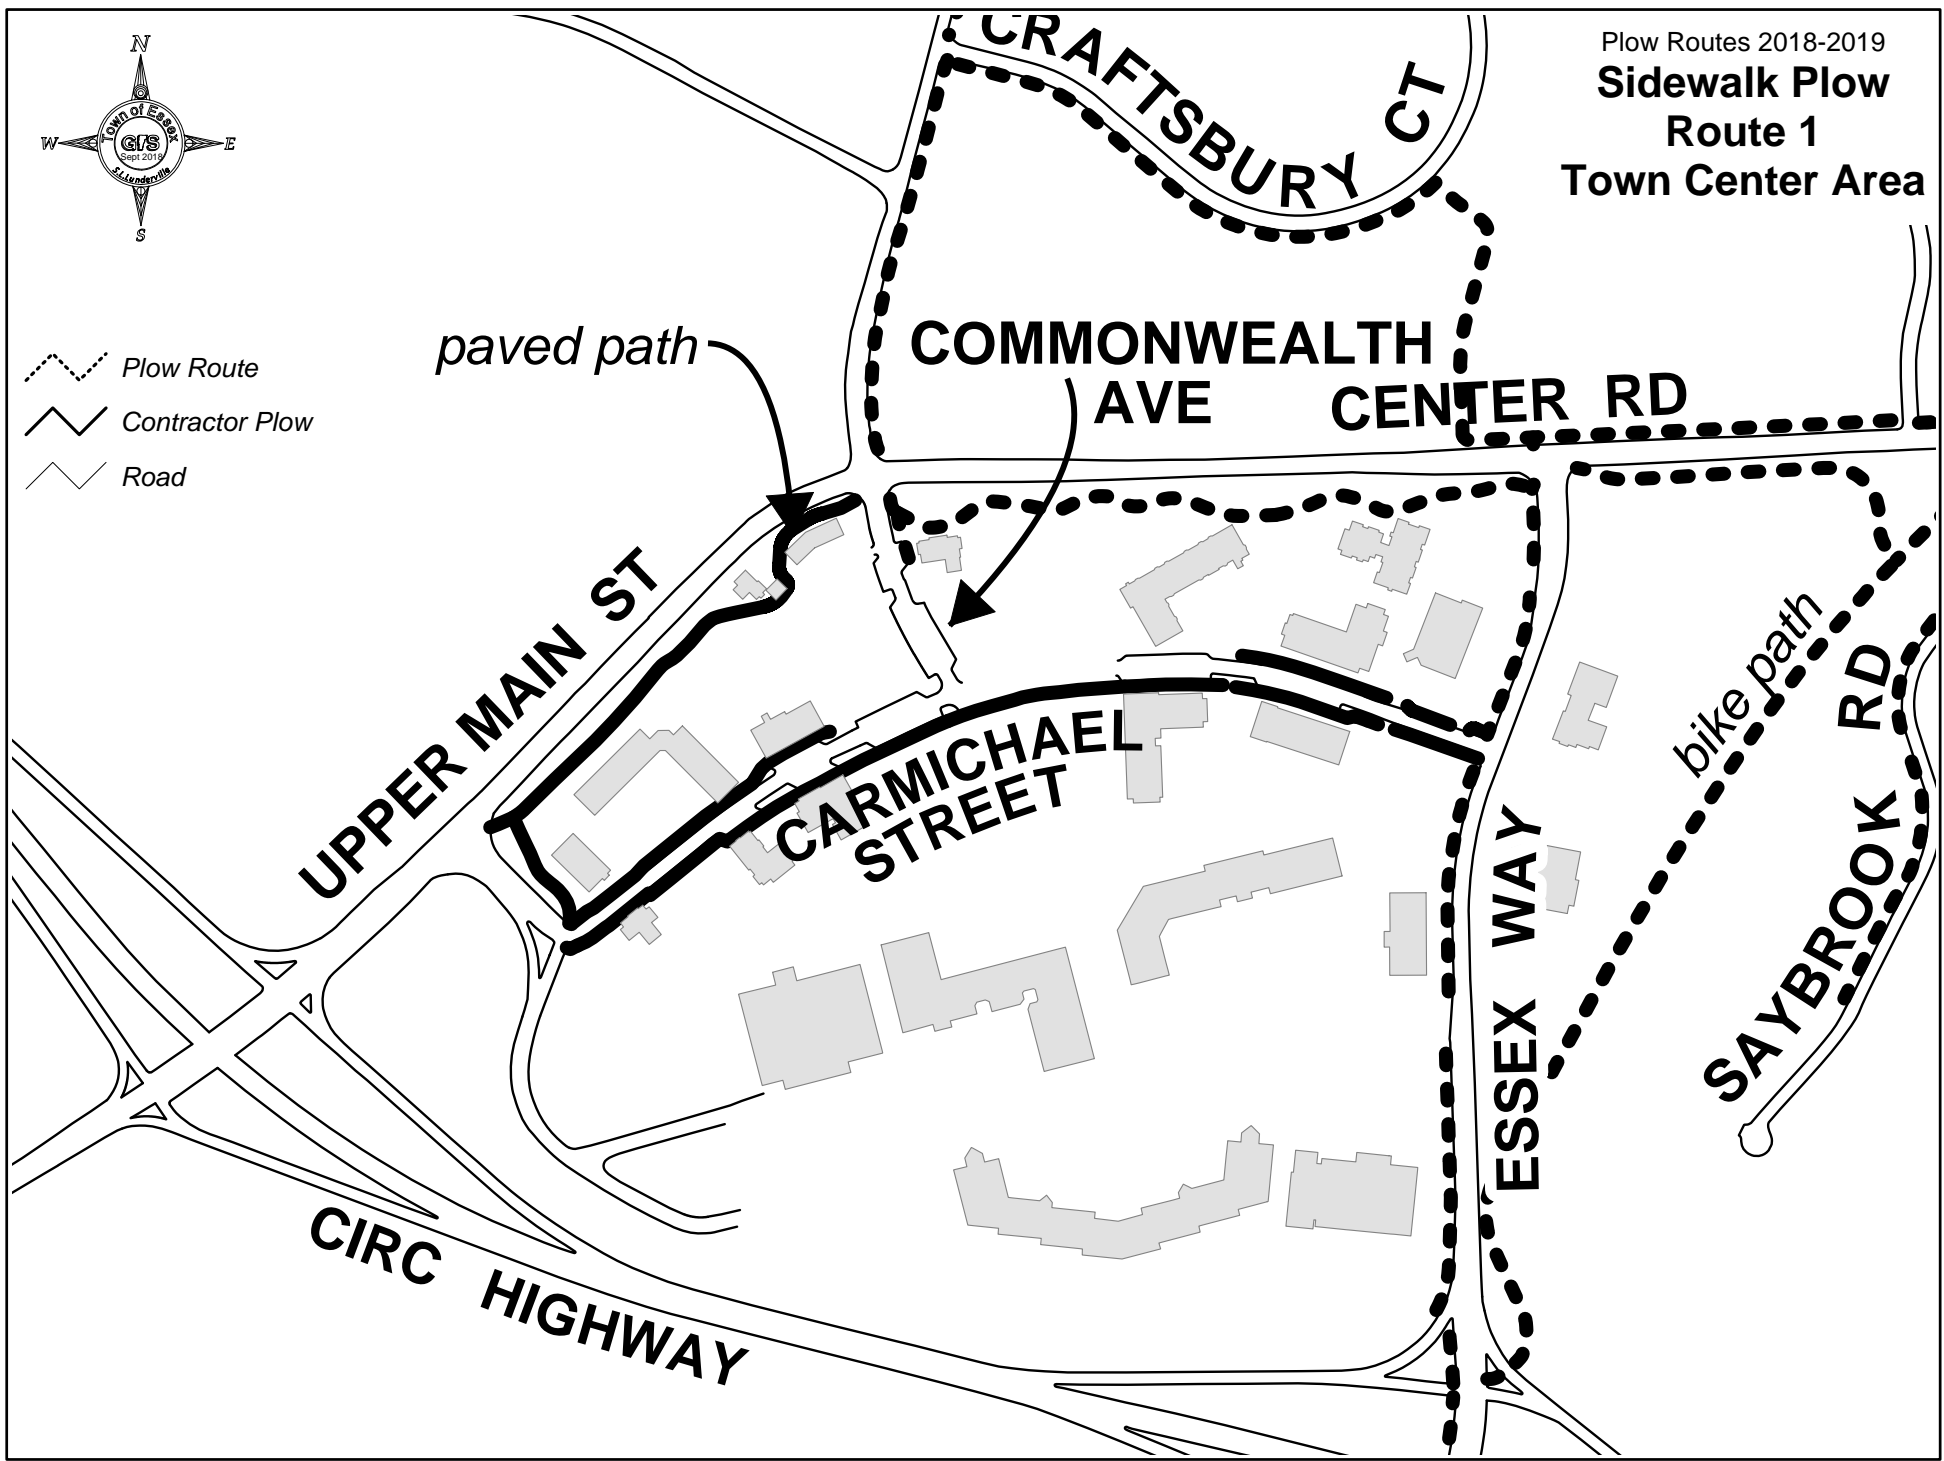 Plow Routes 2018-2019
Sidewalk Plow
Route 1
Town Center Area
N
W
E
S
Town of Essex
GIS
Sept 2018
S.L.Lunderville
Plow Route
Contractor Plow
Road
CRAFTSBURY CT
paved path
COMMONWEALTH
AVE
CENTER RD
UPPER MAIN ST
CARMICHAEL
STREET
bike path
SAYBROOK RD
ESSEX WAY
CIRC HIGHWAY